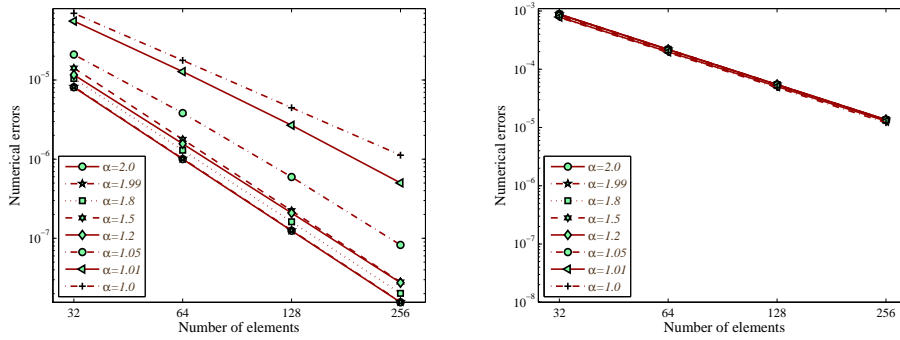 10⁻⁵
10⁻⁶
10⁻⁷
Numerical errors
α=2.0
α=1.99
α=1.8
α=1.5
α=1.2
α=1.05
α=1.01
α=1.0
32
64
128
256
Number of elements
10⁻³
10⁻⁴
10⁻⁵
10⁻⁶
10⁻⁷
10⁻⁸
Numerical errors
α=2.0
α=1.99
α=1.8
α=1.5
α=1.2
α=1.05
α=1.01
α=1.0
32
64
128
256
Number of elements